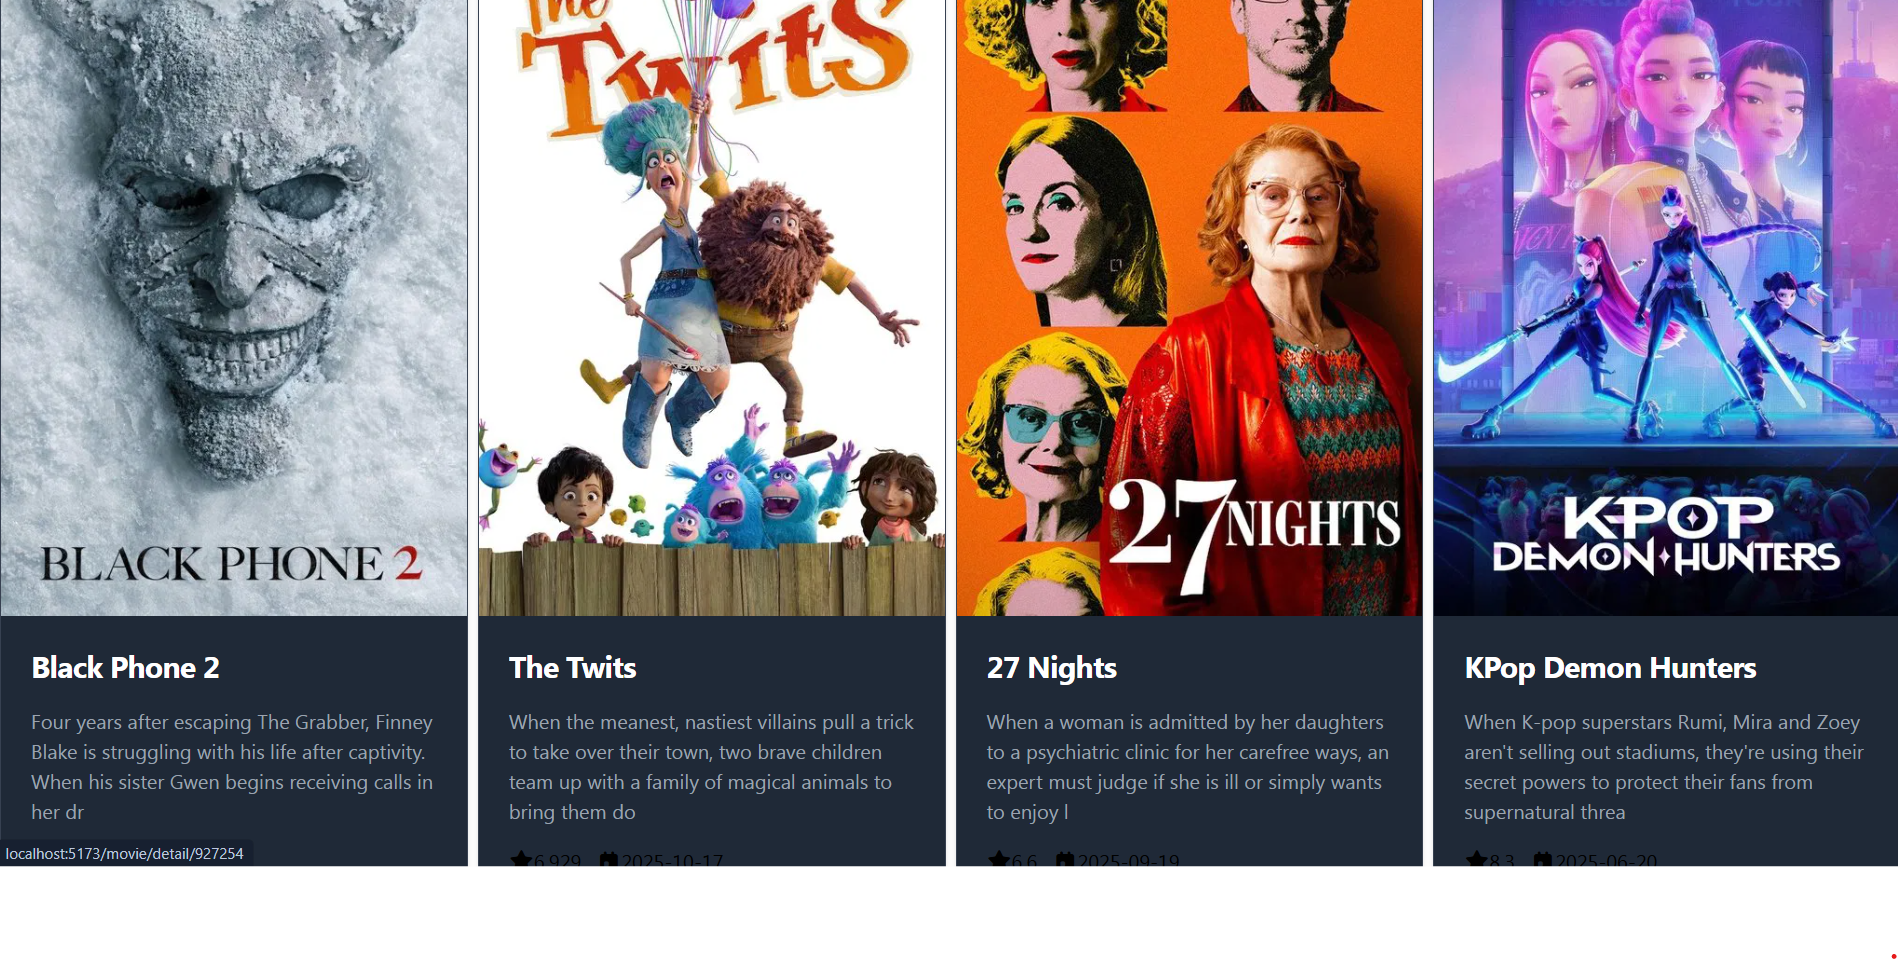 The
Twits
BLACK PHONE 2
27 NIGHTS
KPOP
DEMON HUNTERS
Black Phone 2
Four years after escaping The Grabber, Finney
Blake is struggling with his life after captivity.
When his sister Gwen begins receiving calls in
her dr
The Twits
When the meanest, nastiest villains pull a trick
to take over their town, two brave children
team up with a family of magical animals to
bring them do
6.929 2025-10-17
27 Nights
When a woman is admitted by her daughters
to a psychiatric clinic for her carefree ways, an
expert must judge if she is ill or simply wants
to enjoy l
6.6 2025-09-19
KPop Demon Hunters
When K-pop superstars Rumi, Mira and Zoey
aren't selling out stadiums, they're using their
secret powers to protect their fans from
supernatural threa
8.3 2025-06-20
localhost:5173/movie/detail/927254